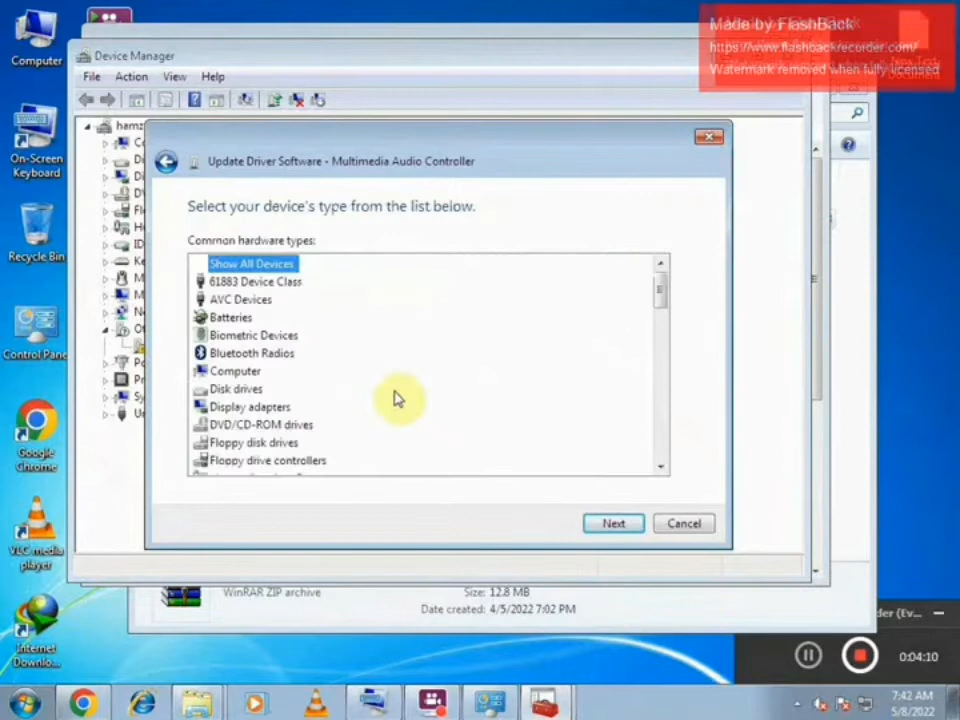 Made by FlashBack
https://www.flashbackrecorder.com/
Watermark removed when fully licensed
Computer
On-Screen
Keyboard
Recycle Bin
Control Pane
Google
Chrome
VLC media
player
Internet
Downlo...
Device Manager
File Action View Help
hamz
Update Driver Software - Multimedia Audio Controller
Select your device's type from the list below.
Common hardware types:
Show All Devices
61883 Device Class
AVC Devices
Batteries
Biometric Devices
Bluetooth Radios
Computer
Disk drives
Display adapters
DVD/CD-ROM drives
Floppy disk drives
Floppy drive controllers
Next Cancel
WinRAR ZIP archive
Size: 12.8 MB
Date created: 4/5/2022 7:02 PM
der (Ev...
0:04:10
7:42 AM
5/8/2022